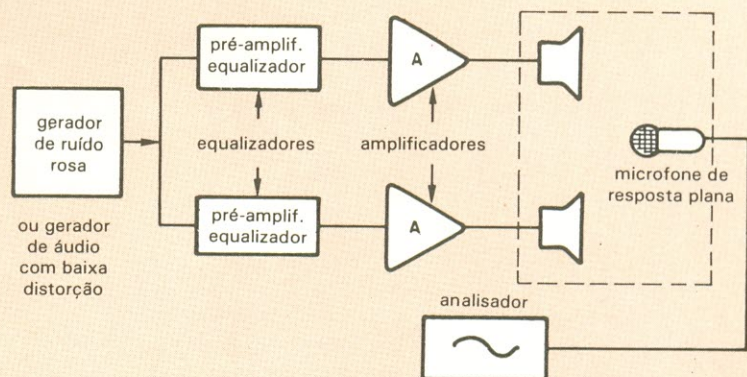 pré-amplif.
equalizador
A
gerador
de ruído
rosa
equalizadores
amplificadores
microfone de
resposta plana
pré-amplif.
equalizador
A
ou gerador
de áudio
com baixa
distorção
analisador